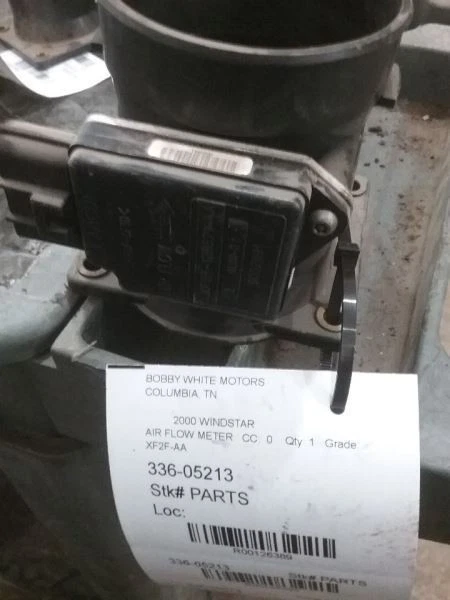 BOBBY WHITE MOTORS
COLUMBIA, TN
2000 WINDSTAR
AIR FLOW METER CC 0 Qty 1 Grade
XF2F-AA
336-05213
Stk# PARTS
Loc:
R00126389
336-05213 Stk# PARTS